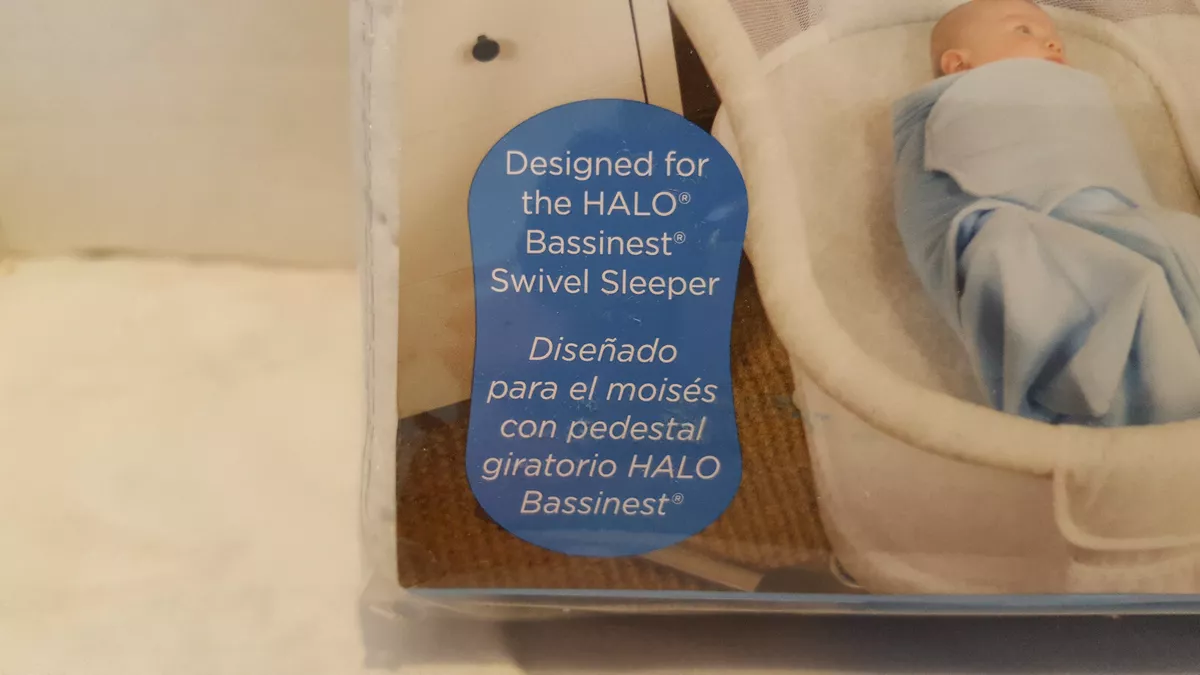 Designed for
the HALO®
Bassinest®
Swivel Sleeper
Diseñado
para el moisés
con pedestal
giratorio HALO
Bassinest®